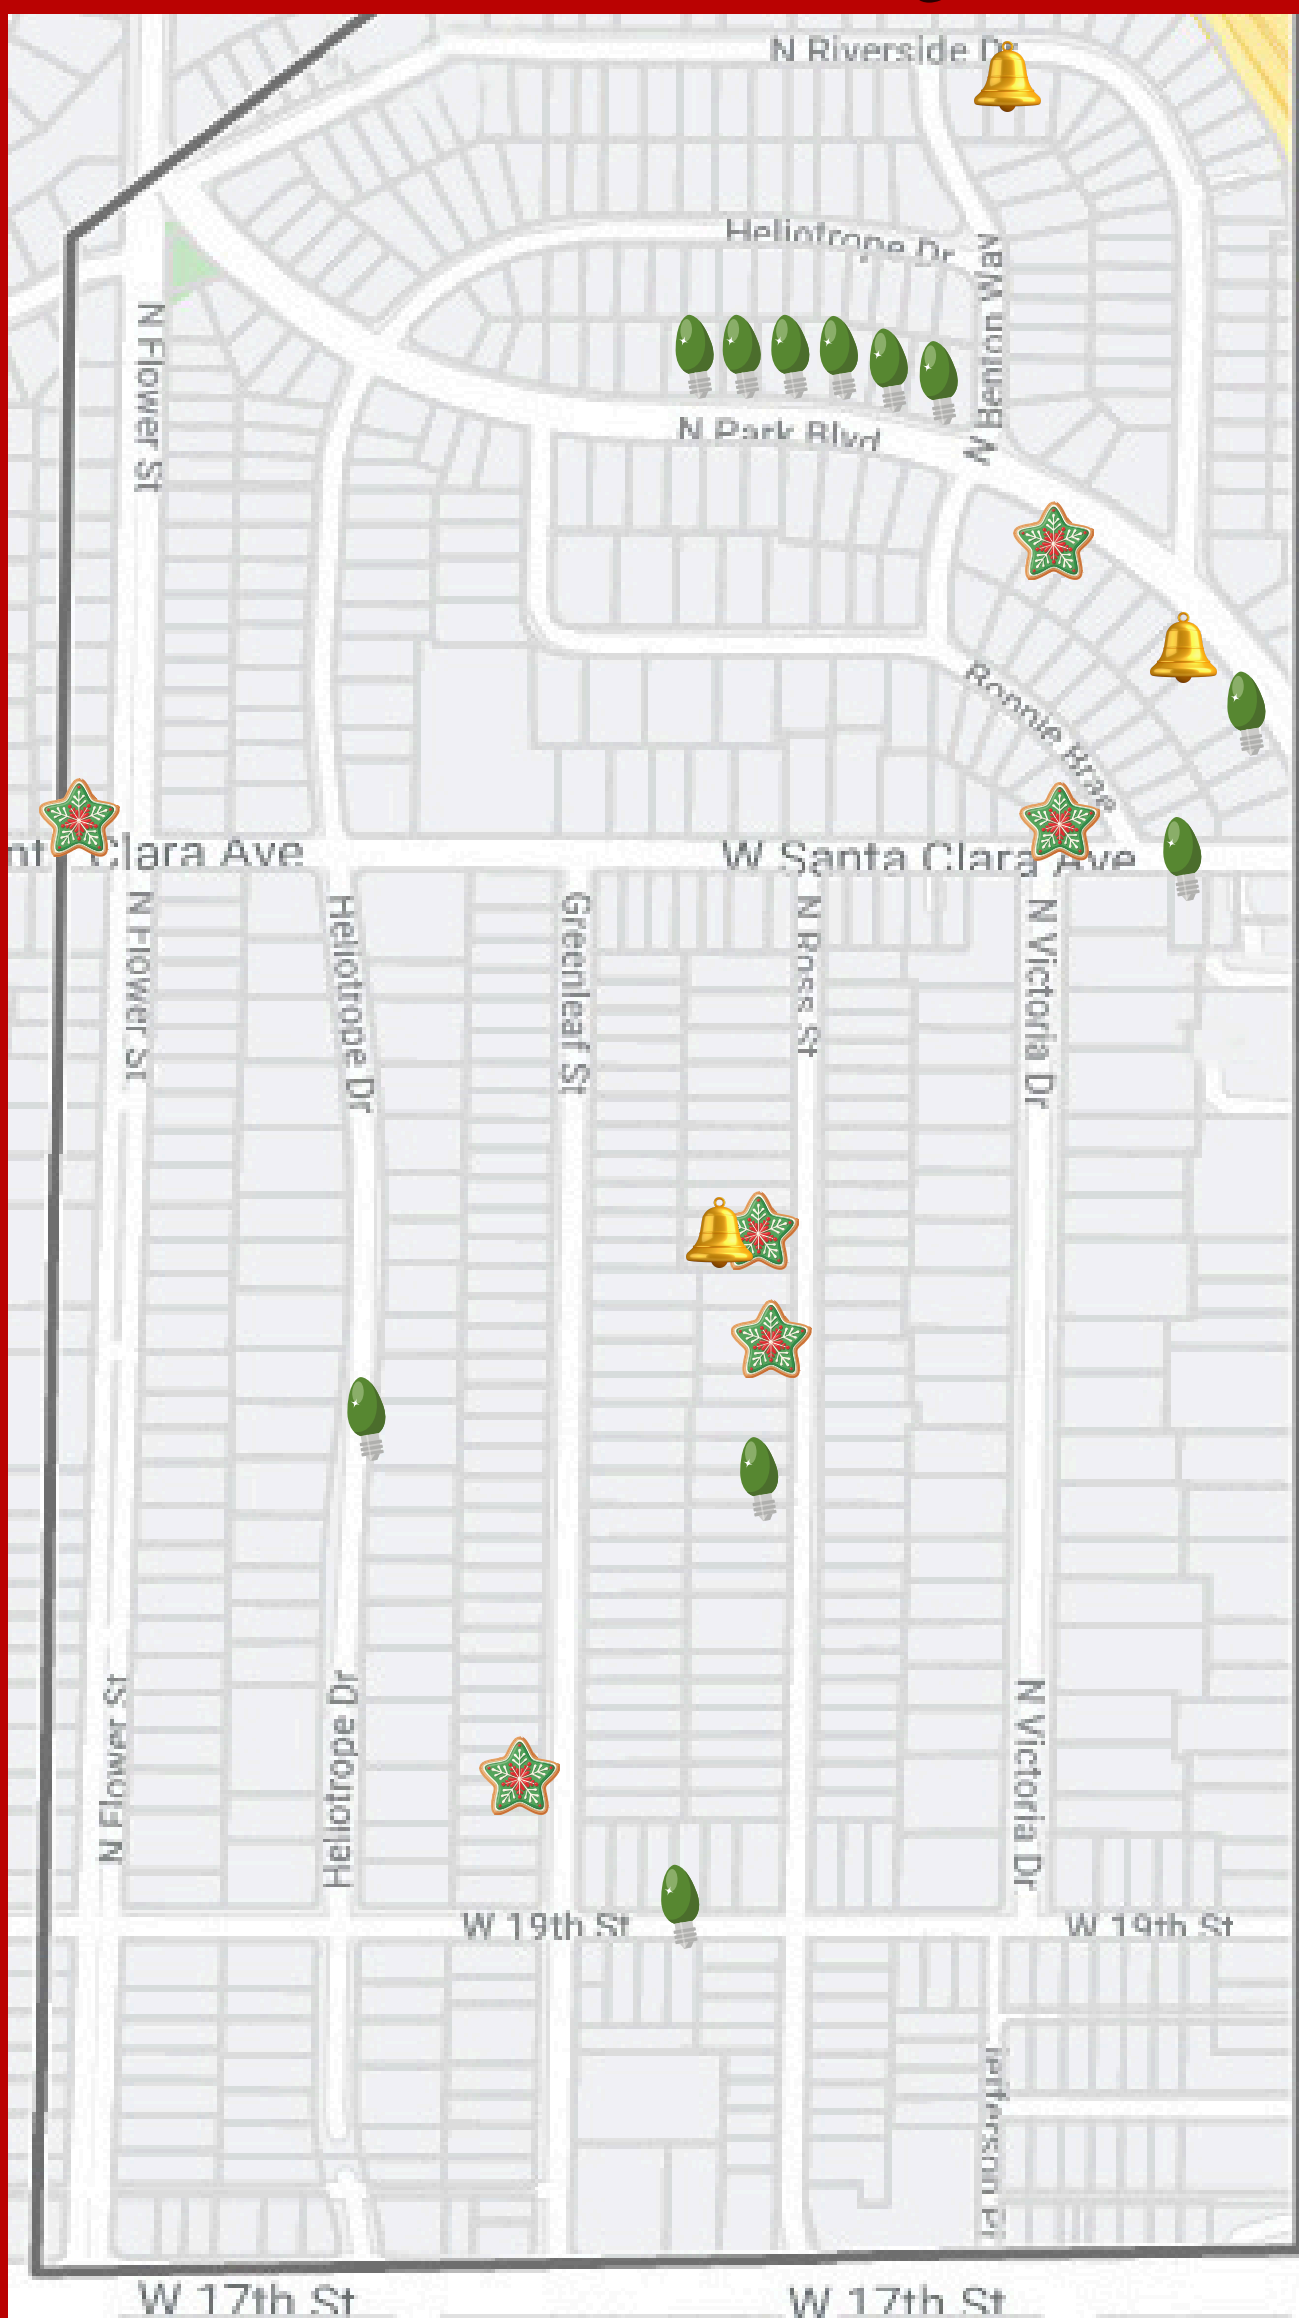 N Riverside Dr
Heliotrope Dr
N Benton Way
N Flower St
N Park Blvd
Bonnie Brae
Clara Ave
W Santa Clara Ave
N Flower St
Heliotrope Dr
Greenleaf St
N Ross St
N Victoria Dr
N Flower St
Heliotrope Dr
N Victoria Dr
W 19th St
W 19th St
Jefferson Pl
W 17th St
W 17th St